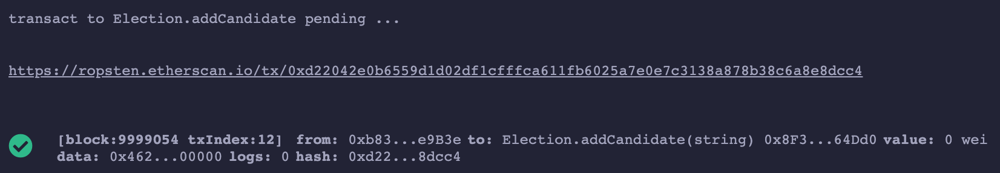 transact to Election.addCandidate pending ...
https://ropsten.etherscan.io/tx/0xd22042e0b6559d1d02df1cfffca611fb6025a7e0e7c3138a878b38c6a8e8dcc4
[block:9999054 txIndex:12] from: 0xb83...e9B3e to: Election.addCandidate(string) 0x8F3...64Dd0 value: 0 wei
data: 0x462...00000 logs: 0 hash: 0xd22...8dcc4